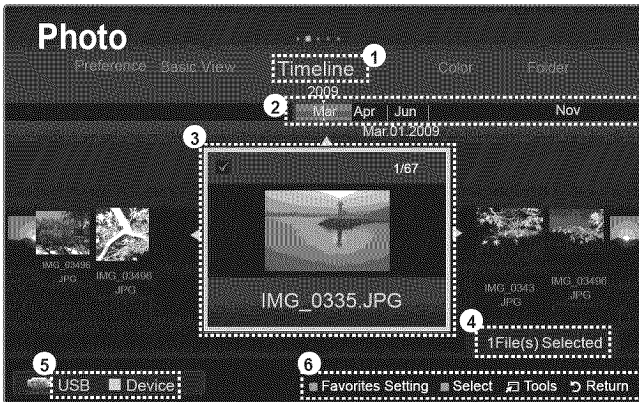 Photo
1
Preference Basic View Timeline Color Folder
2009
2
Mar Apr Jun Nov
Mar.01.2009
3
1/67
IMG_03496
JPG
IMG_03496
JPG
IMG_0335.JPG
IMG_0343
JPG
IMG_03496
JPG
4
1File(s) Selected
5
USB Device
6
Favorites Setting Select Tools Return